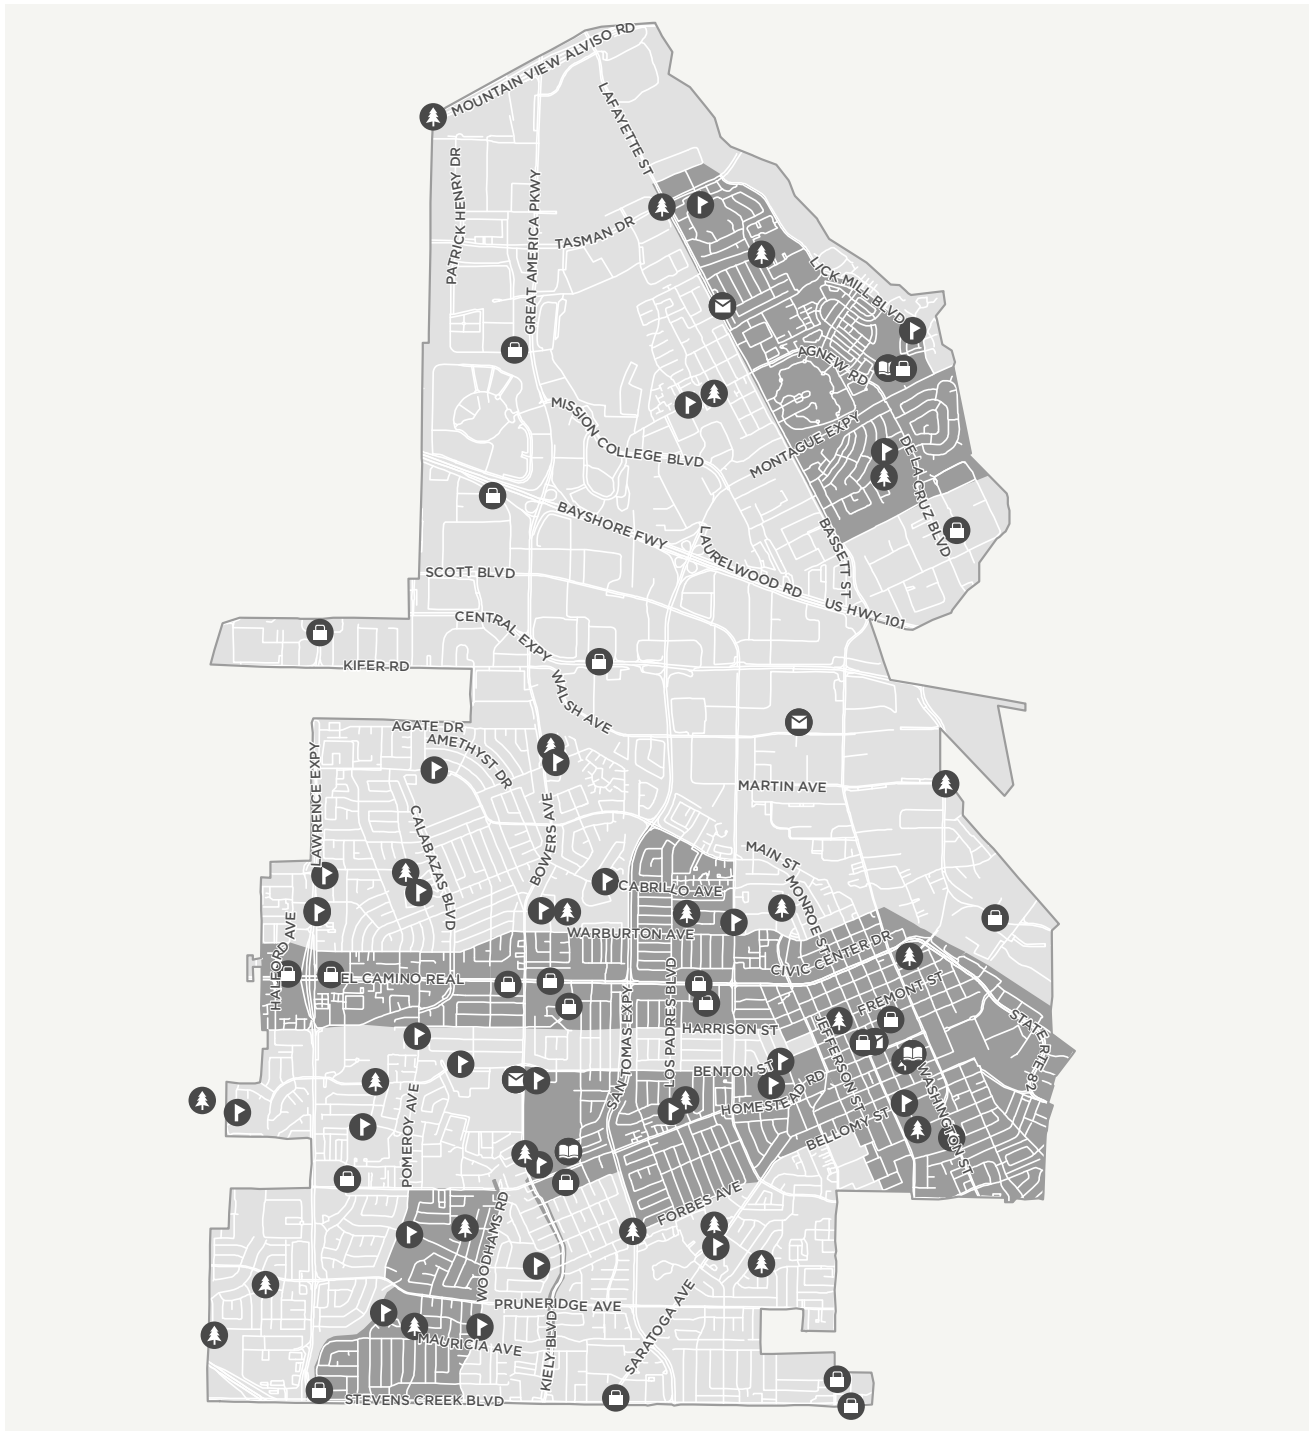 MOUNTAIN VIEW ALVISO RD
LAFAYETTE ST
PATRICK HENRY DR
GREAT AMERICA PKWY
TASMAN DR
LICK MILL BLVD
AGNEW RD
MISSION COLLEGE BLVD
MONTAGUE EXPY
DE LA CRUZ BLVD
BAYSHORE FWY
LAURELWOOD RD
BASSETT ST
SCOTT BLVD
US HWY 101
CENTRAL EXPY
KIFER RD
WALSH AVE
AGATE DR
AMETHYST DR
LAWRENCE EXPY
MARTIN AVE
CALABAZAS BLVD
BOWERS AVE
MAIN ST
CABRILLO AVE
MONROE ST
HALFORD AVE
WARBURTON AVE
CIVIC CENTER DR
EL CAMINO REAL
FREMONT ST
LOS PADRES BLVD
SAN TOMAS EXPY
HARRISON ST
JEFFERSON ST
STATE RTE 82
BENTON ST
HOMESTEAD RD
WASHINGTON ST
POMEROY AVE
BELLOMY ST
FORBES AVE
WOODHAMS RD
PRUNERIDGE AVE
SARATOGA AVE
MAURICIA AVE
KIELY BLVD
STEVENS CREEK BLVD